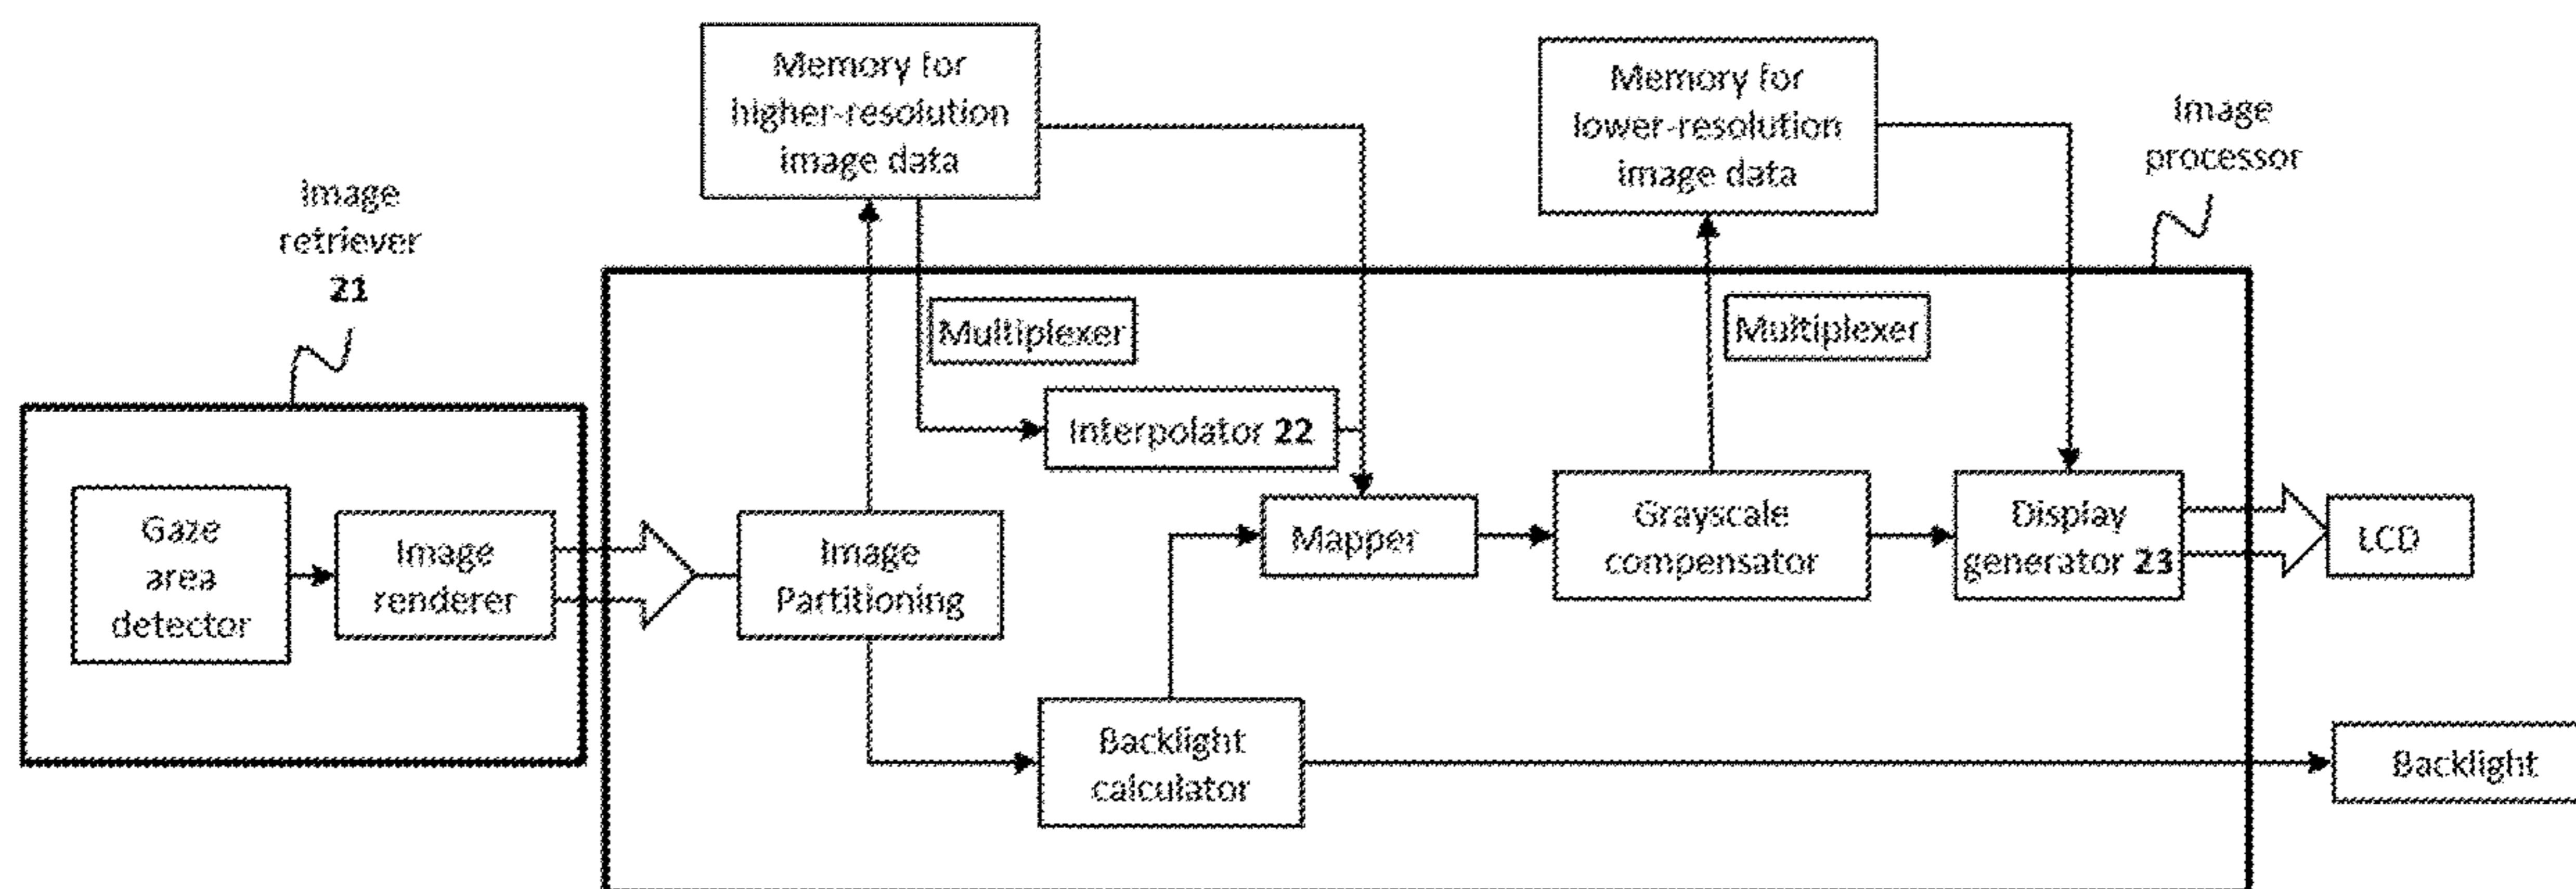 Memory for
higher-resolution
image data
Memory for
lower-resolution
image data
Image
processor
Image
retriever
21
Multiplexer
Multiplexer
Interpolator 22
Gaze
area
detector
Image
renderer
Image
Partitioning
Mapper
Grayscale
compensator
Display
generator 23
LCD
Backlight
calculator
Backlight